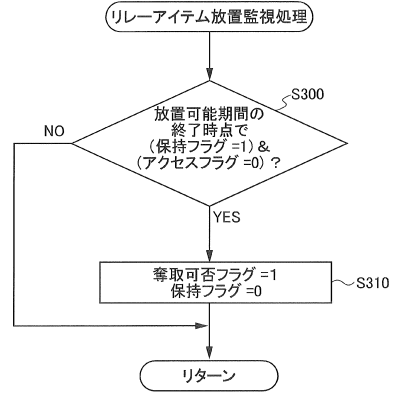 リレーアイテム放置監視処理
S300
放置可能期間の
終了時点で
(保持フラグ=1)&
(アクセスフラグ=0)?
NO
YES
奪取可否フラグ=1
保持フラグ=0
S310
リターン